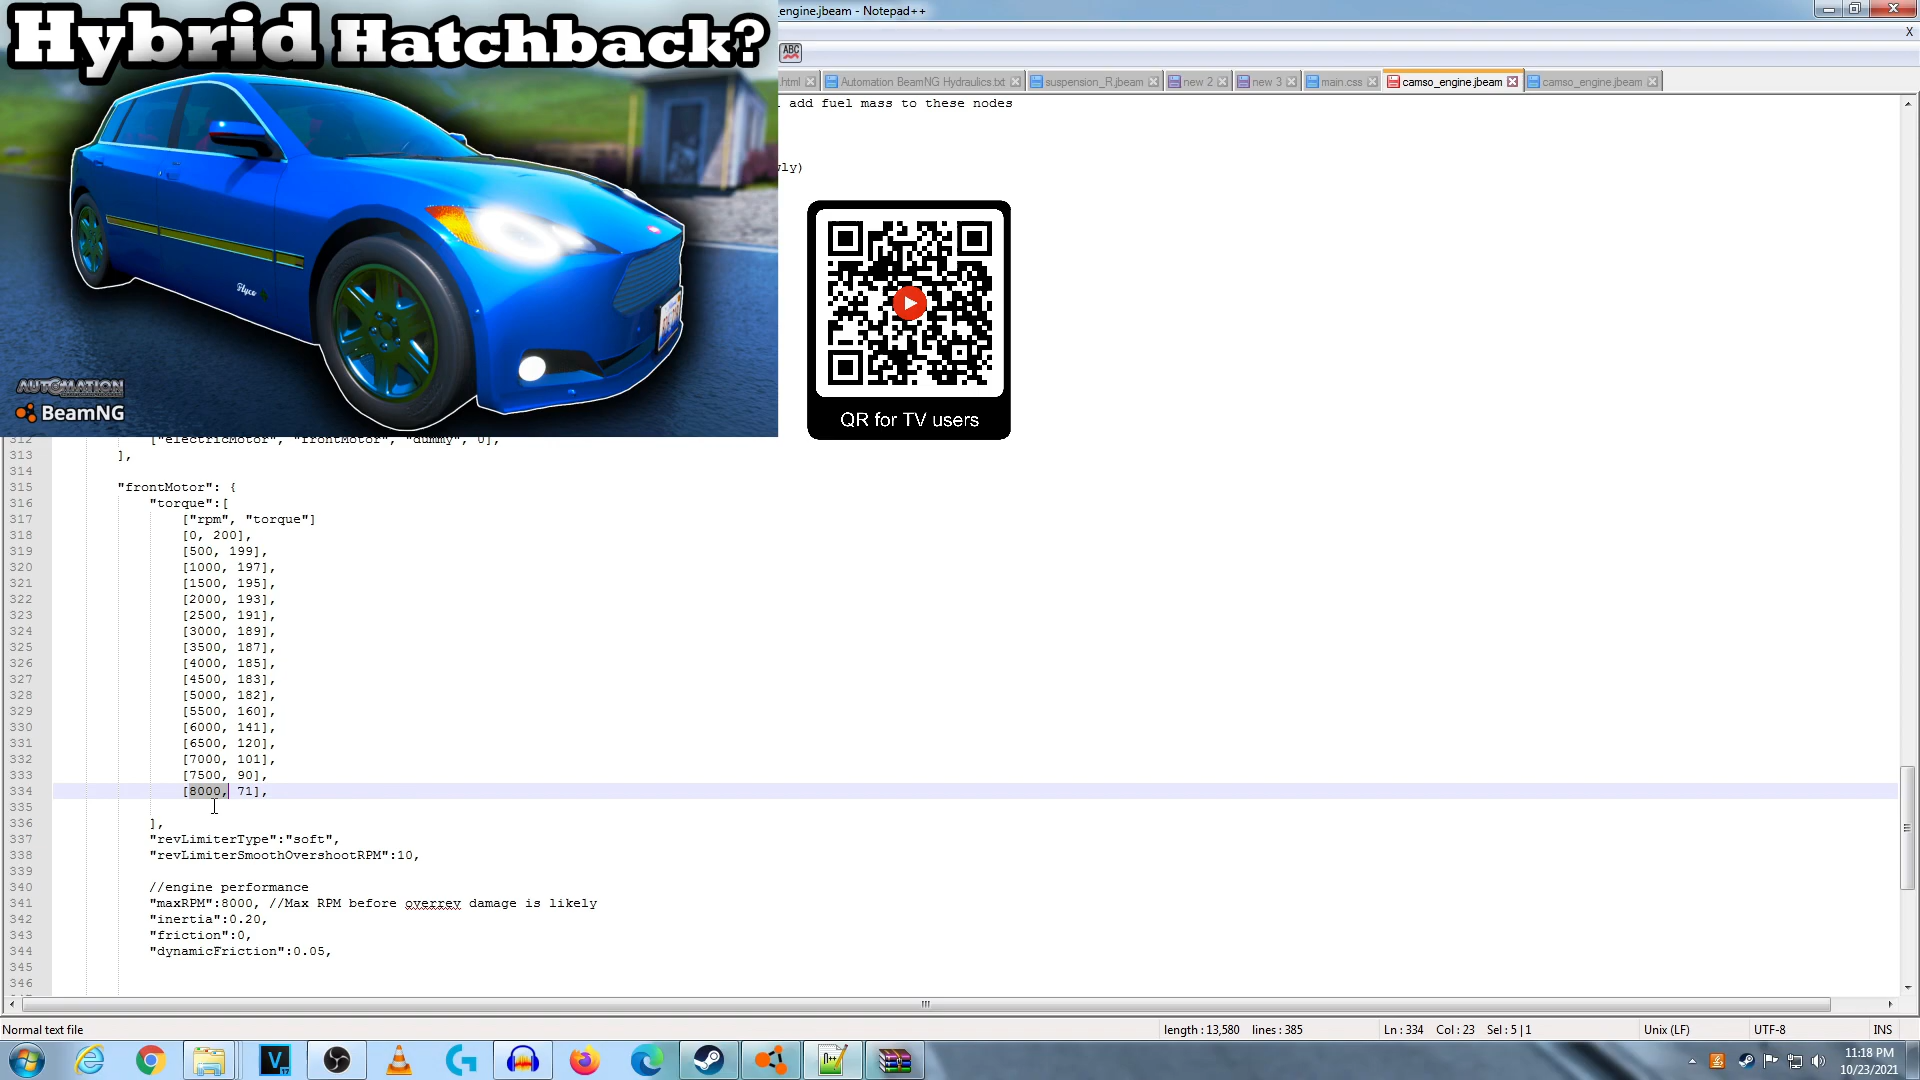 Hybrid Hatchback?
engine.jbeam - Notepad++
X
ABC
html
Automation BeamNG Hydraulics.txt
suspension_R.jbeam
new 2
new 3
main.css
camso_engine.jbeam
camso_engine.jbeam
add fuel mass to these nodes
Flyco
AUTOMATION
BeamNG
QR for TV users
312 ["electricMotor", "frontMotor", "dummy", 0],
313 ],
314
315 "frontMotor": {
316 "torque":[
317 ["rpm", "torque"]
318 [0, 200],
319 [500, 199],
320 [1000, 197],
321 [1500, 195],
322 [2000, 193],
323 [2500, 191],
324 [3000, 189],
325 [3500, 187],
326 [4000, 185],
327 [4500, 183],
328 [5000, 182],
329 [5500, 160],
330 [6000, 141],
331 [6500, 120],
332 [7000, 101],
333 [7500, 90],
334 [8000, 71],
335
336 ],
337 "revLimiterType":"soft",
338 "revLimiterSmoothOvershootRPM":10,
339
340 //engine performance
341 "maxRPM":8000, //Max RPM before overrev damage is likely
342 "inertia":0.20,
343 "friction":0,
344 "dynamicFriction":0.05,
345
346
Normal text file
length : 13,580 lines : 385
Ln : 334 Col : 23 Sel : 5 | 1
Unix (LF)
UTF-8
INS
11:18 PM
10/23/2021